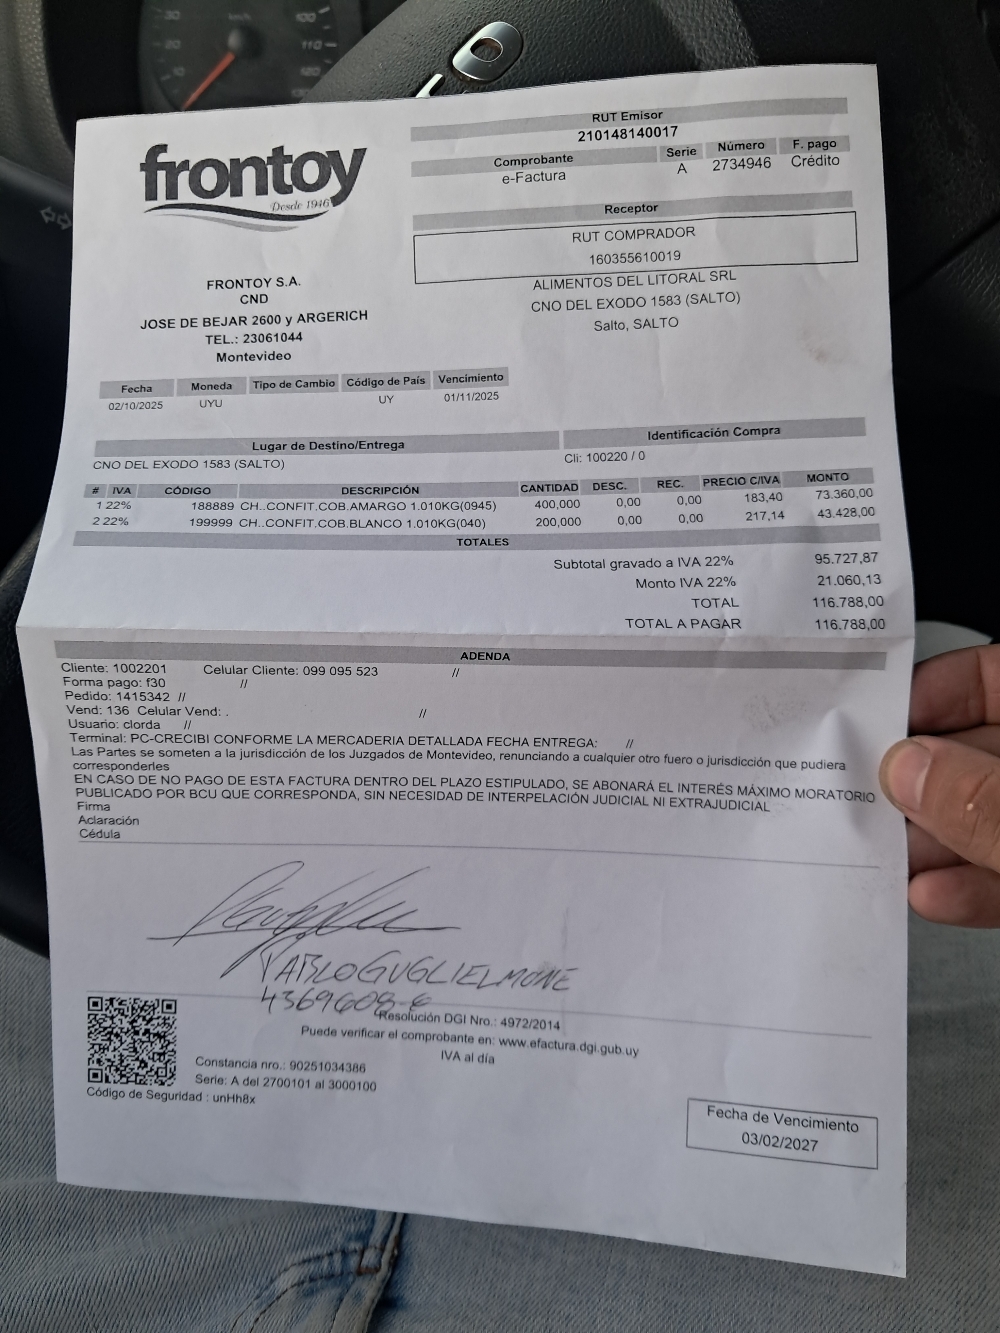 frontoy
Desde 1946
RUT Emisor
210148140017
Comprobante Serie Número F. pago
e-Factura A 2734946 Crédito
Receptor
RUT COMPRADOR
160355610019
ALIMENTOS DEL LITORAL SRL
CNO DEL EXODO 1583 (SALTO)
Salto, SALTO
FRONTOY S.A.
CND
JOSE DE BEJAR 2600 y ARGERICH
TEL.: 23061044
Montevideo
Fecha Moneda Tipo de Cambio Código de País Vencimiento
02/10/2025 UYU UY 01/11/2025
Lugar de Destino/Entrega Identificación Compra
CNO DEL EXODO 1583 (SALTO) Cli: 100220 / 0
# IVA CÓDIGO DESCRIPCIÓN CANTIDAD DESC. REC. PRECIO C/IVA MONTO
1 22% 188889 CH..CONFIT.COB.AMARGO 1.010KG(0945) 400,000 0,00 0,00 183,40 73.360,00
2 22% 199999 CH..CONFIT.COB.BLANCO 1.010KG(040) 200,000 0,00 0,00 217,14 43.428,00
TOTALES
Subtotal gravado a IVA 22% 95.727,87
Monto IVA 22% 21.060,13
TOTAL 116.788,00
TOTAL A PAGAR 116.788,00
ADENDA
Cliente: 1002201 Celular Cliente: 099 095 523 //
Forma pago: f30 //
Pedido: 1415342 //
Vend: 136 Celular Vend: . //
Usuario: clorda //
Terminal: PC-CRECIBI CONFORME LA MERCADERIA DETALLADA FECHA ENTREGA: //
Las Partes se someten a la jurisdicción de los Juzgados de Montevideo, renunciando a cualquier otro fuero o jurisdicción que pudiera
corresponderles
EN CASO DE NO PAGO DE ESTA FACTURA DENTRO DEL PLAZO ESTIPULADO, SE ABONARÁ EL INTERÉS MÁXIMO MORATORIO
PUBLICADO POR BCU QUE CORRESPONDA, SIN NECESIDAD DE INTERPELACIÓN JUDICIAL NI EXTRAJUDICIAL
Firma
Aclaración
Cédula
PABLO GUGLIELMONE
Resolución DGI Nro.: 4972/2014
Puede verificar el comprobante en: www.efactura.dgi.gub.uy
IVA al día
Constancia nro.: 90251034386
Serie: A del 2700101 al 3000100
Código de Seguridad : unHh8x
Fecha de Vencimiento
03/02/2027